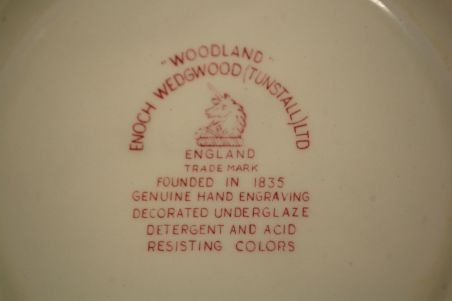 "WOODLAND"
ENOCH WEDGWOOD (TUNSTALL) LTD
ENGLAND
TRADE MARK
FOUNDED IN 1835
GENUINE HAND ENGRAVING
DECORATED UNDERGLAZE
DETERGENT AND ACID
RESISTING COLORS